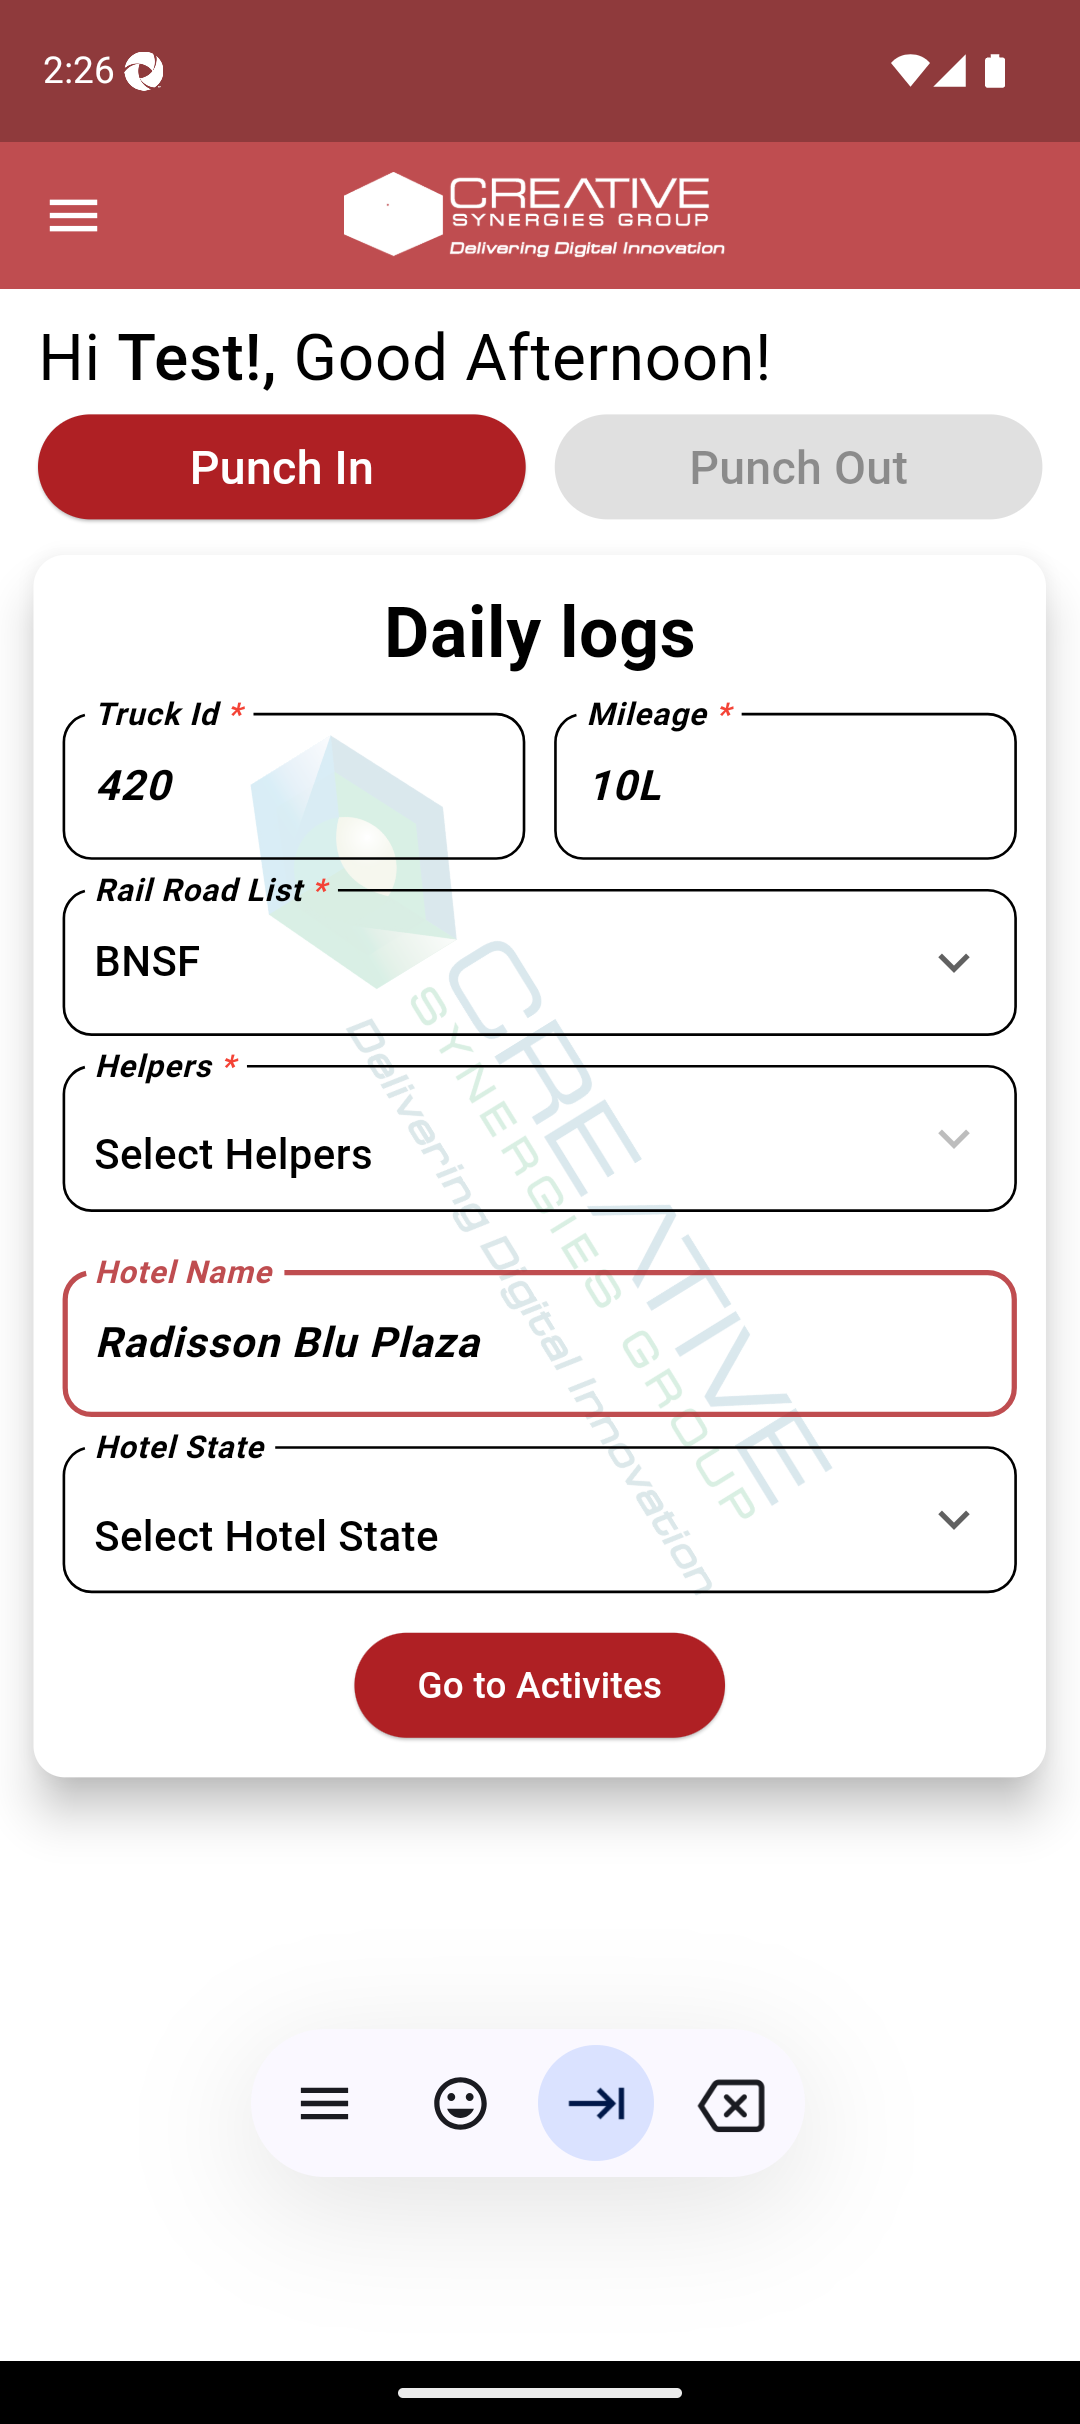 2:26
CREATIVE
SYNERGIES GROUP
Delivering Digital Innovation
Hi Test!, Good Afternoon!
Punch In
Punch Out
Daily logs
Truck Id *
420
Mileage *
10L
Rail Road List *
BNSF
Helpers *
Select Helpers
Hotel Name
Radisson Blu Plaza
Hotel State
Select Hotel State
CREATIVE
SYNERGIES GROUP
Delivering Digital Innovation
Go to Activites